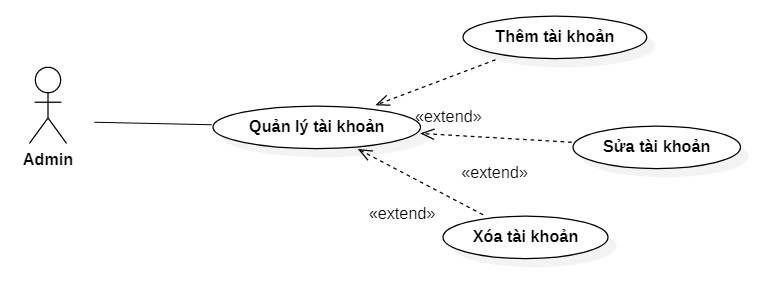 Thêm tài khoản
Quản lý tài khoản
«extend»
Sửa tài khoản
Admin
«extend»
«extend»
Xóa tài khoản